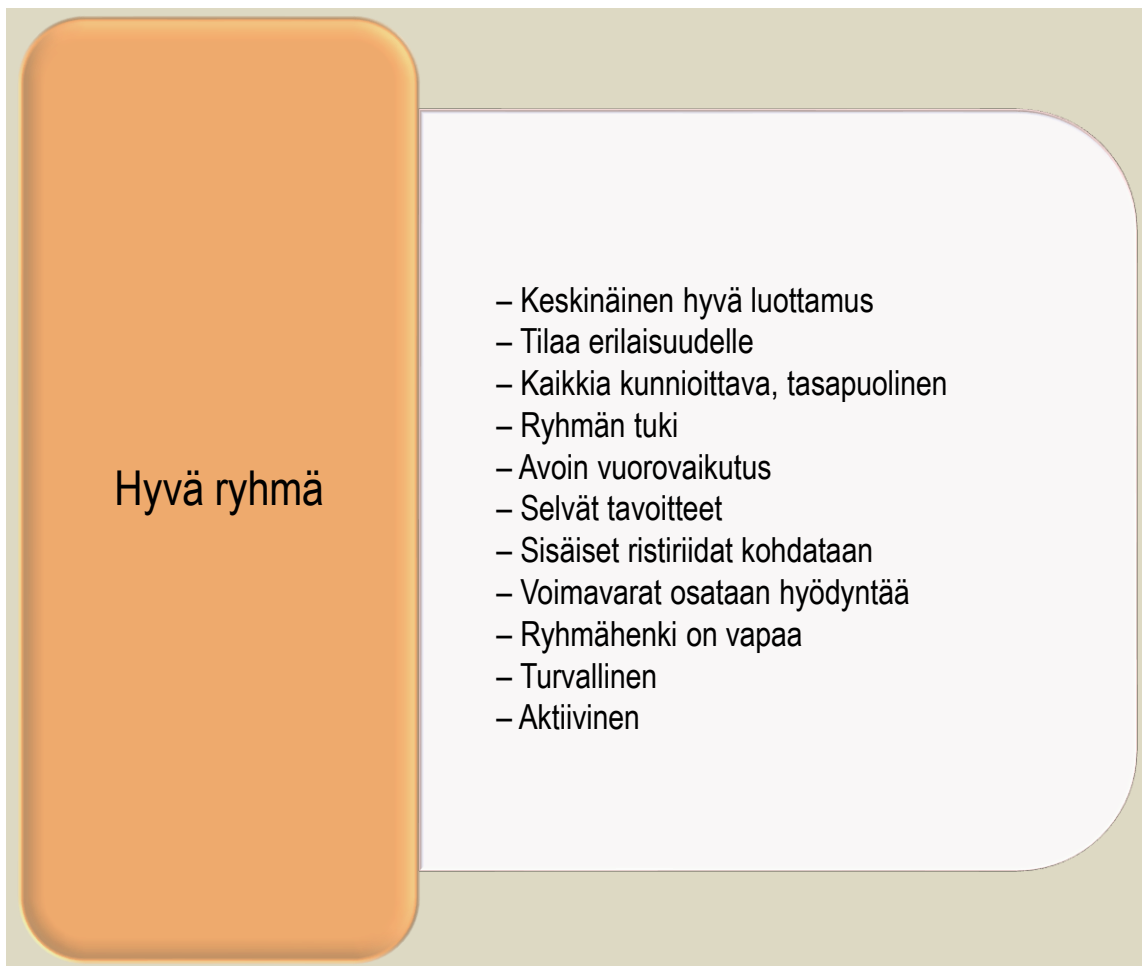 Hyvä ryhmä
– Keskinäinen hyvä luottamus
– Tilaa erilaisuudelle
– Kaikkia kunnioittava, tasapuolinen
– Ryhmän tuki
– Avoin vuorovaikutus
– Selvät tavoitteet
– Sisäiset ristiriidat kohdataan
– Voimavarat osataan hyödyntää
– Ryhmähenki on vapaa
– Turvallinen
– Aktiivinen